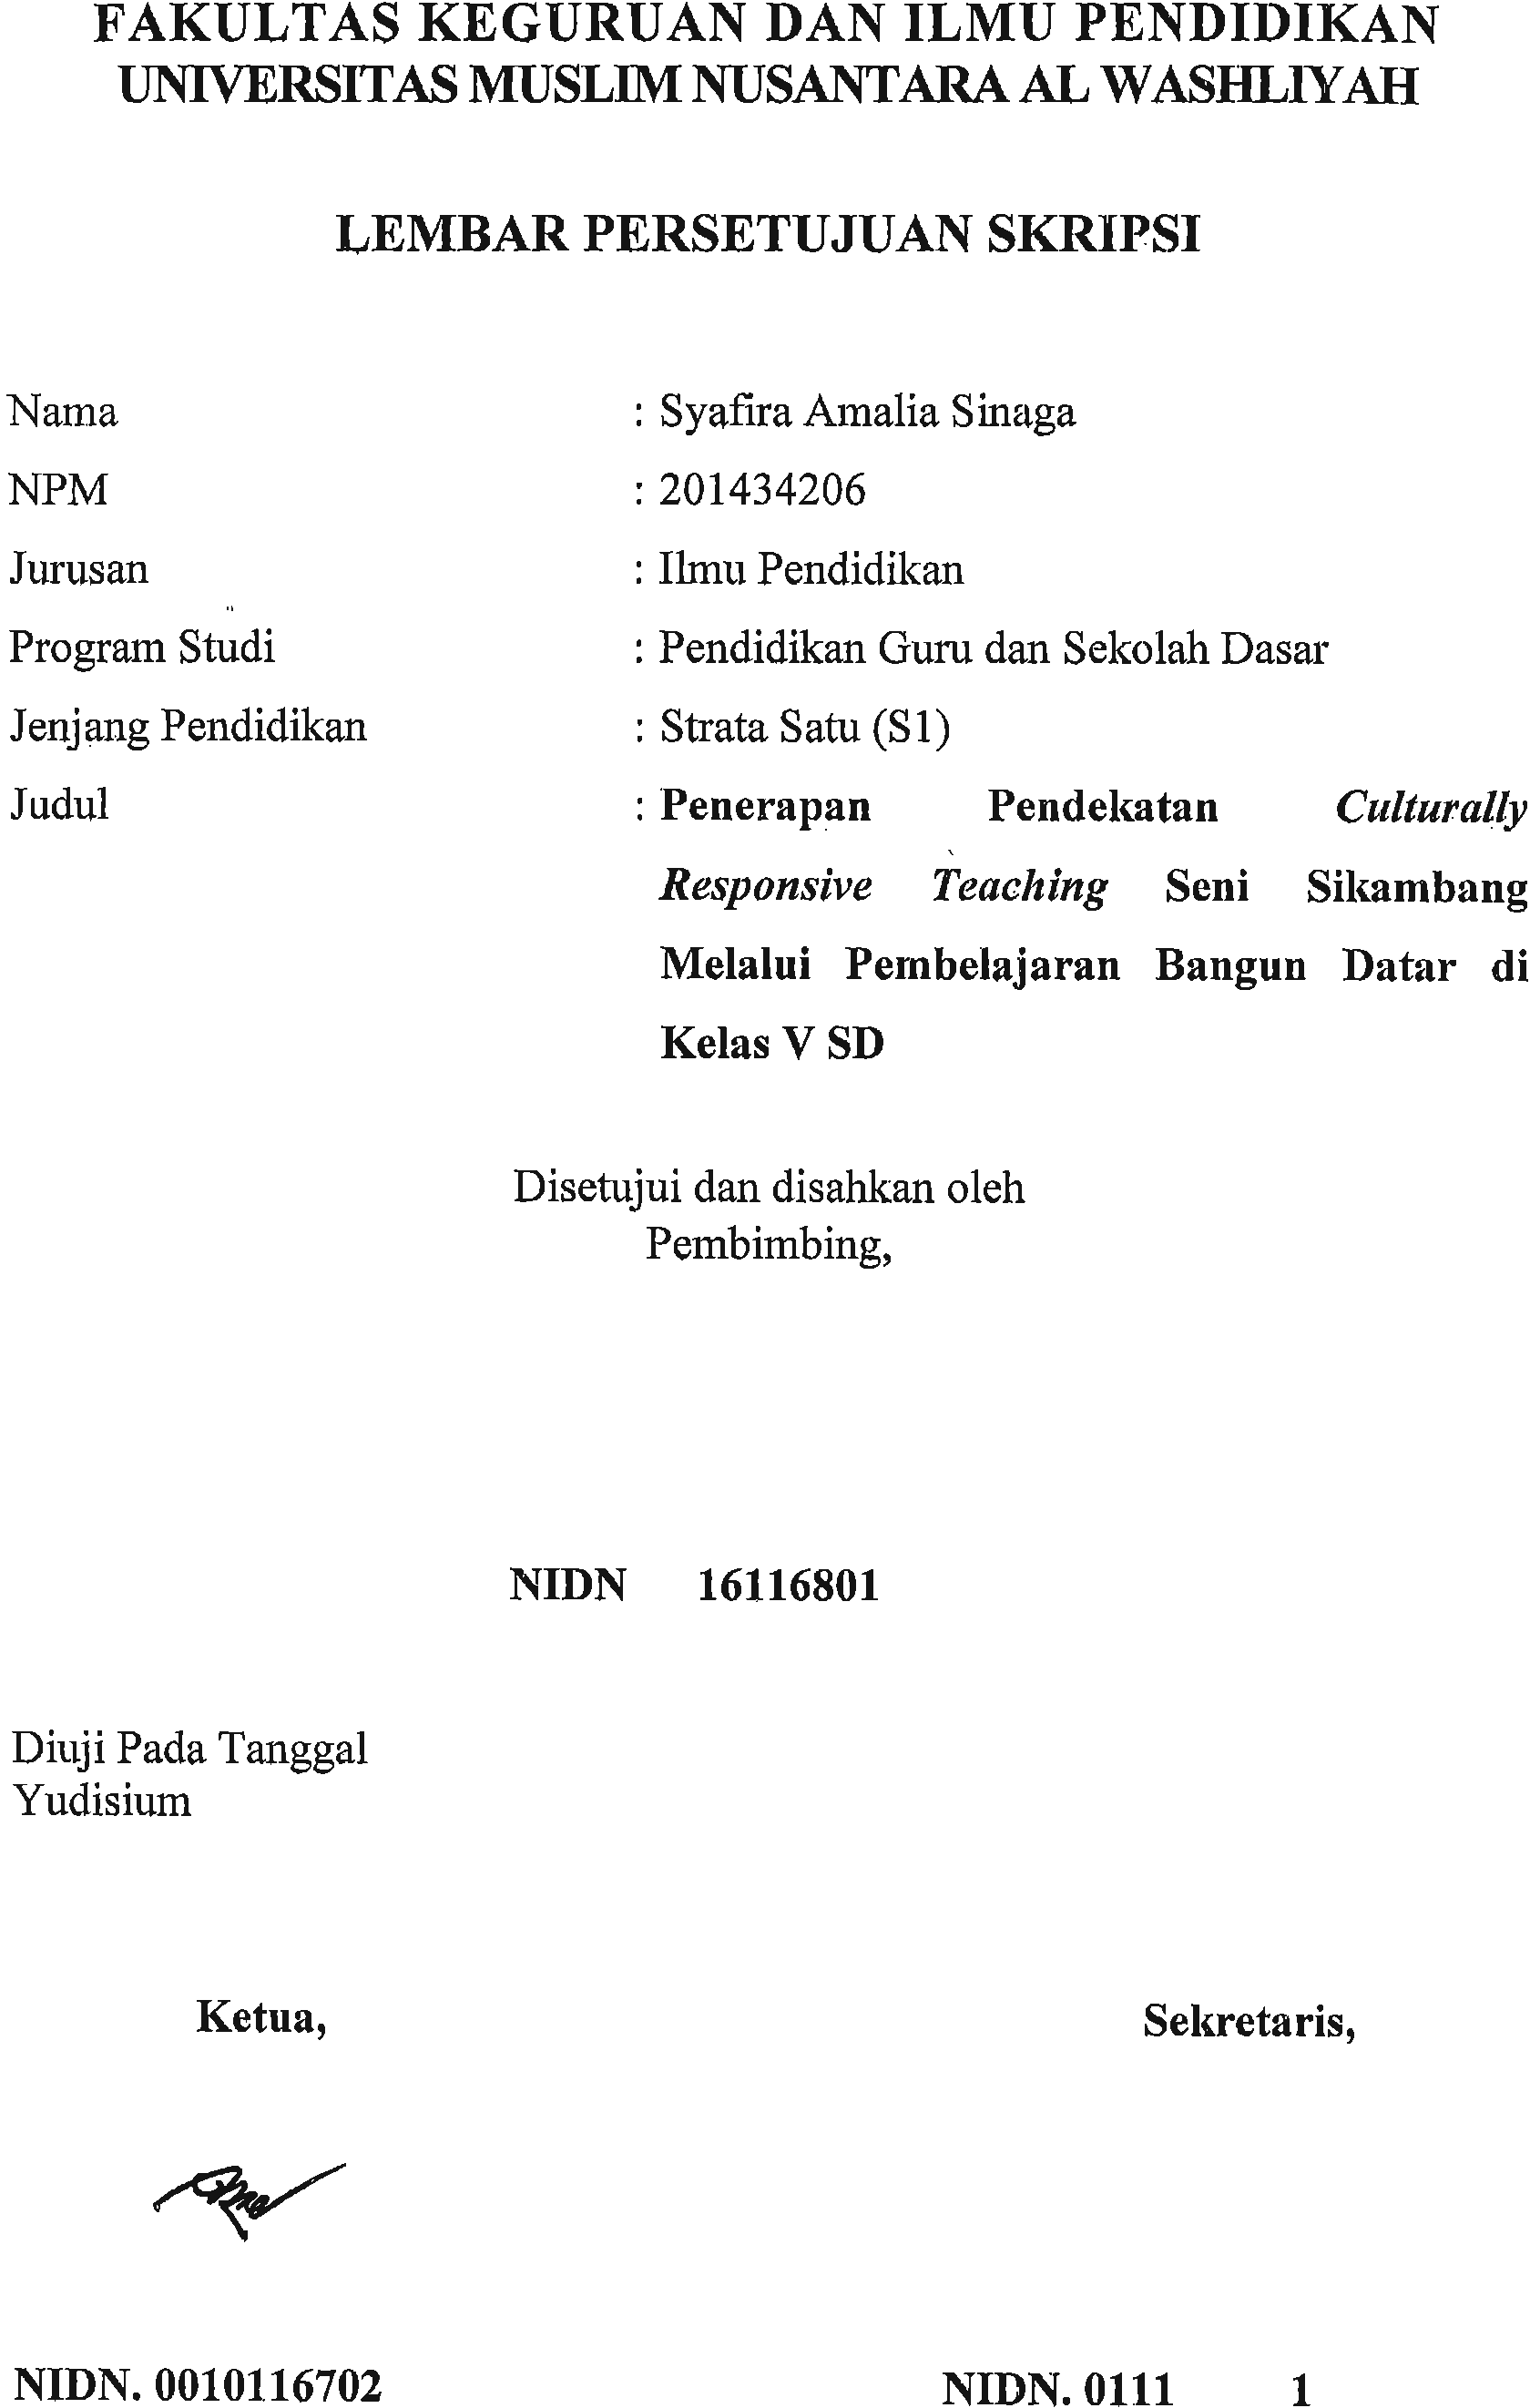 FAKULTAS KEGURUAN DAN ILMU PENDIDIKAN
UNIVERSITAS MUSLIM NUSANTARA AL WASHLIYAH
LEMBAR PERSETUJUAN SKRIPSI
Nama : Syafira Amalia Sinaga
NPM : 201434206
Jurusan : Ilmu Pendidikan
Program Studi : Pendidikan Guru dan Sekolah Dasar
Jenjang Pendidikan : Strata Satu (S1)
Judul : Penerapan Pendekatan Culturally
Responsive Teaching Seni Sikambang
Melalui Pembelajaran Bangun Datar di
Kelas V SD
Disetujui dan disahkan oleh
Pembimbing,
NIDN 16116801
Diuji Pada Tanggal
Yudisium
Ketua, Sekretaris,
NIDN. 0010116702 NIDN. 0111 1